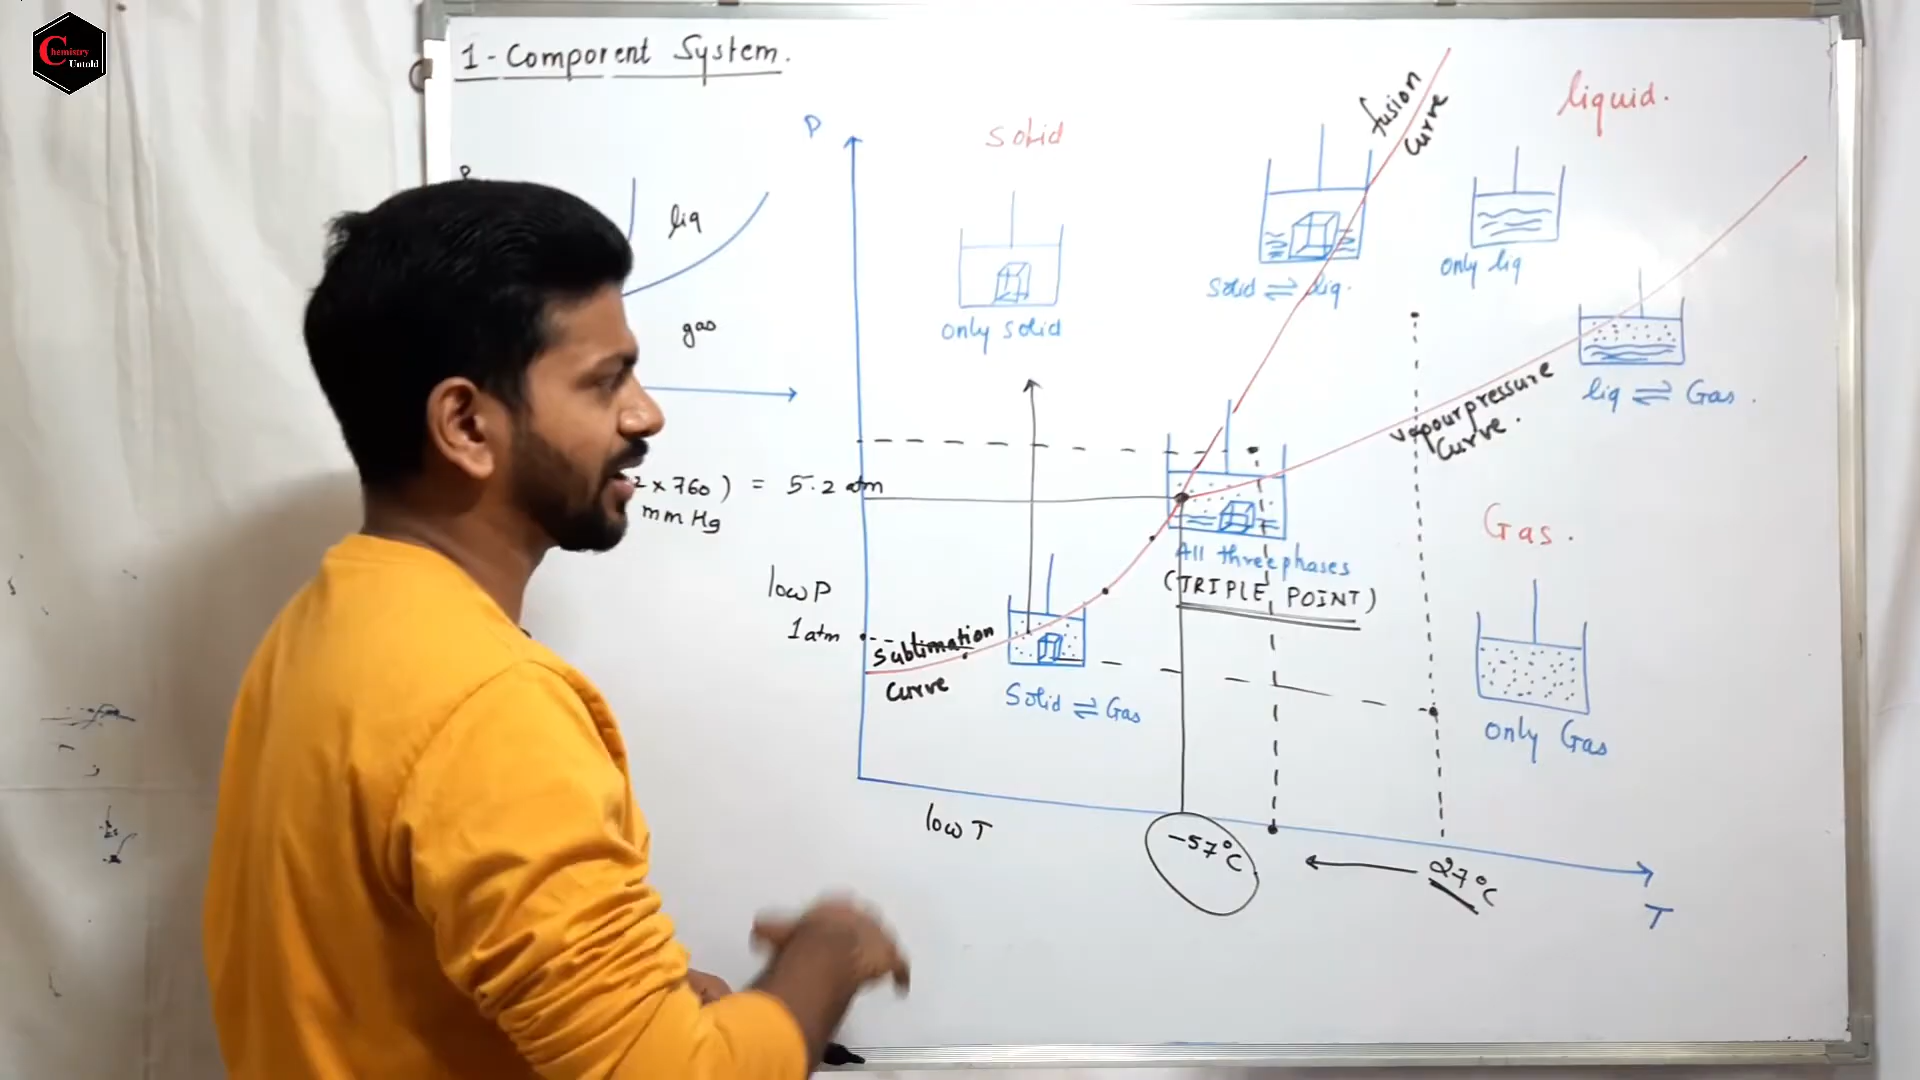 Chemistry
Untold
1 - Component System.
P
solid
fusion
curve
liquid.
P
liq
gas
only solid
solid ⇌ liq.
only liq
liq ⇌ Gas.
vapourpressure
Curve.
2 x 760 ) = 5.2 atm
mm Hg
Gas.
All three phases
(TRIPLE POINT)
low P
1 atm
Sublimation
Curve
Solid ⇌ Gas
only Gas
low T
-57°C
27°C
T